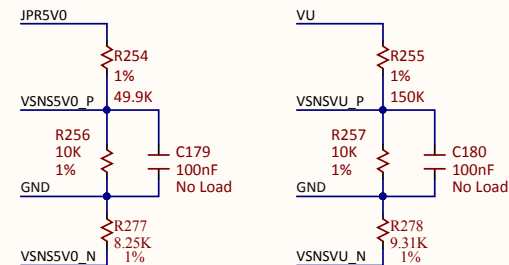 JPR5V0
R254
1%
49.9K
VSNS5V0_P
R256
10K
1%
C179
100nF
No Load
GND
R277
8.25K
1%
VSNS5V0_N
VU
R255
1%
150K
VSNSVU_P
R257
10K
1%
C180
100nF
No Load
GND
R278
9.31K
1%
VSNSVU_N